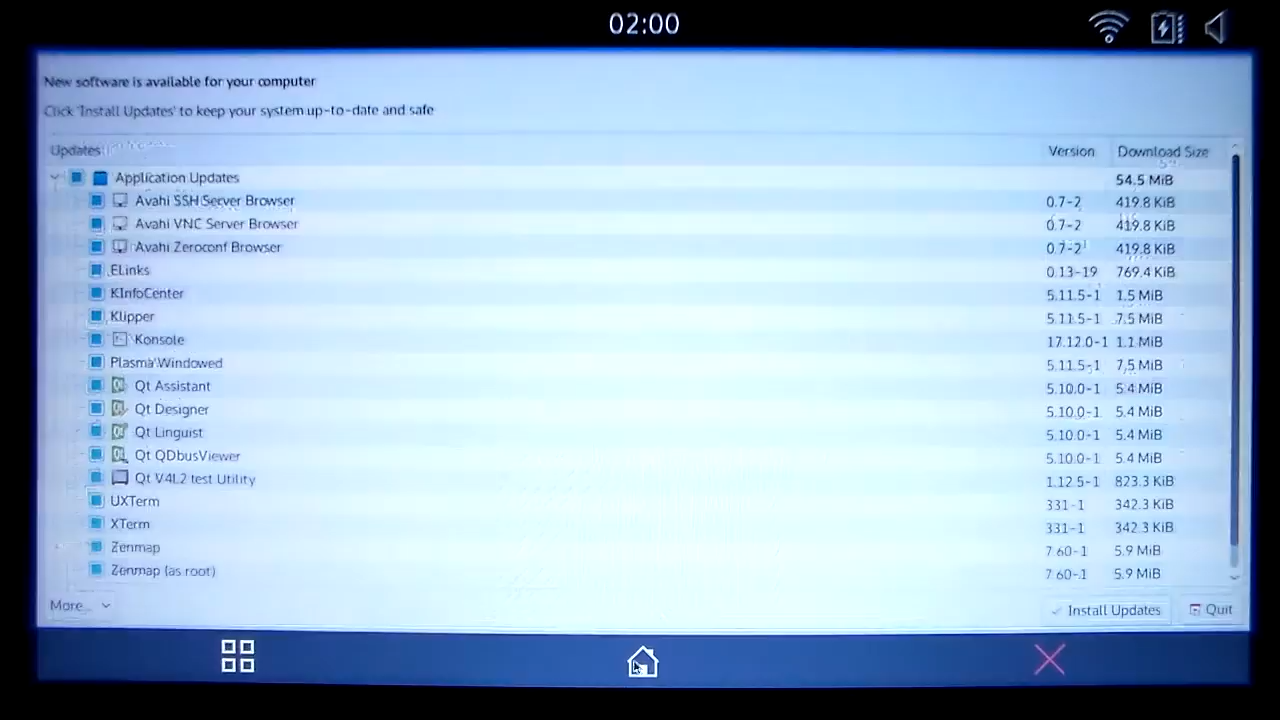 02:00
New software is available for your computer
Click 'Install Updates' to keep your system up-to-date and safe
Updates Version Download Size
Application Updates 54.5 MiB
Avahi SSH Server Browser 0.7-2 419.8 KiB
Avahi VNC Server Browser 0.7-2 419.8 KiB
Avahi Zeroconf Browser 0.7-2 419.8 KiB
ELinks 0.13-19 769.4 KiB
KInfoCenter 5.11.5-1 1.5 MiB
Klipper 5.11.5-1 7.5 MiB
Konsole 17.12.0-1 1.1 MiB
Plasma Windowed 5.11.5-1 7.5 MiB
Qt Assistant 5.10.0-1 5.4 MiB
Qt Designer 5.10.0-1 5.4 MiB
Qt Linguist 5.10.0-1 5.4 MiB
Qt QDbusViewer 5.10.0-1 5.4 MiB
Qt V4L2 test Utility 1.12.5-1 823.3 KiB
UXTerm 331-1 342.3 KiB
XTerm 331-1 342.3 KiB
Zenmap 7.60-1 5.9 MiB
Zenmap (as root) 7.60-1 5.9 MiB
More... Install Updates Quit